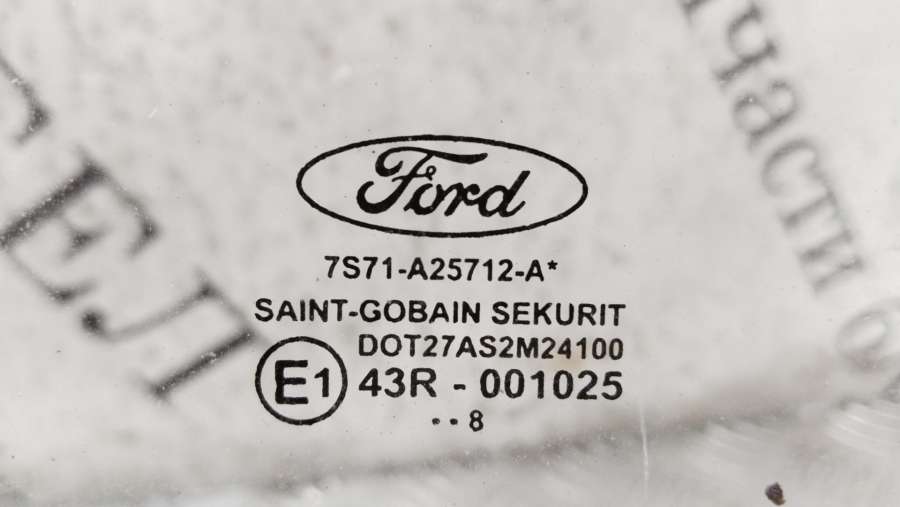 Ford
7S71-A25712-A*
SAINT-GOBAIN SEKURIT
DOT27AS2M24100
E1 43R - 001025
··8